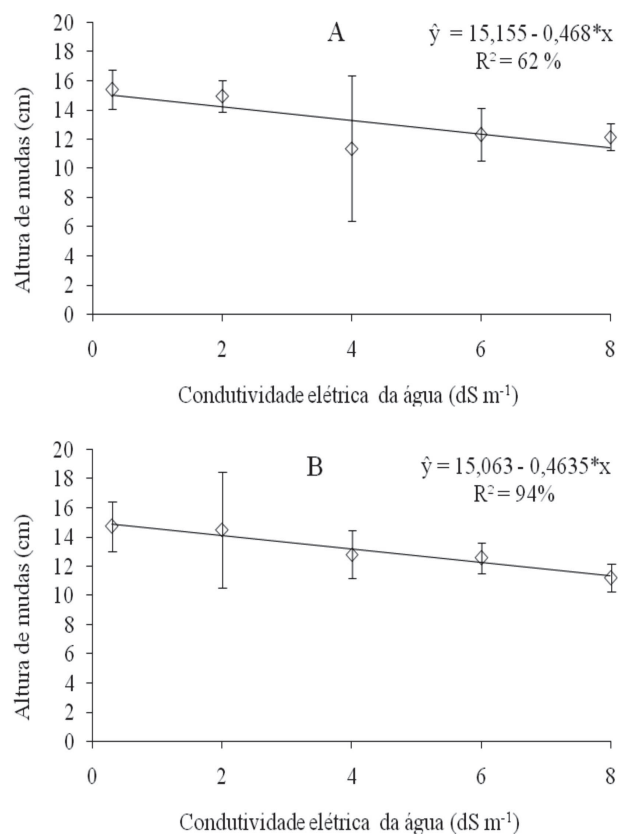 A
ŷ = 15,155 - 0,468*x
R² = 62 %
Altura de mudas (cm)
20
18
16
14
12
10
8
6
4
2
0
0 2 4 6 8
Condutividade elétrica da água (dS m⁻¹)
B
ŷ = 15,063 - 0,4635*x
R² = 94%
Altura de mudas (cm)
20
18
16
14
12
10
8
6
4
2
0
0 2 4 6 8
Condutividade elétrica da água (dS m⁻¹)